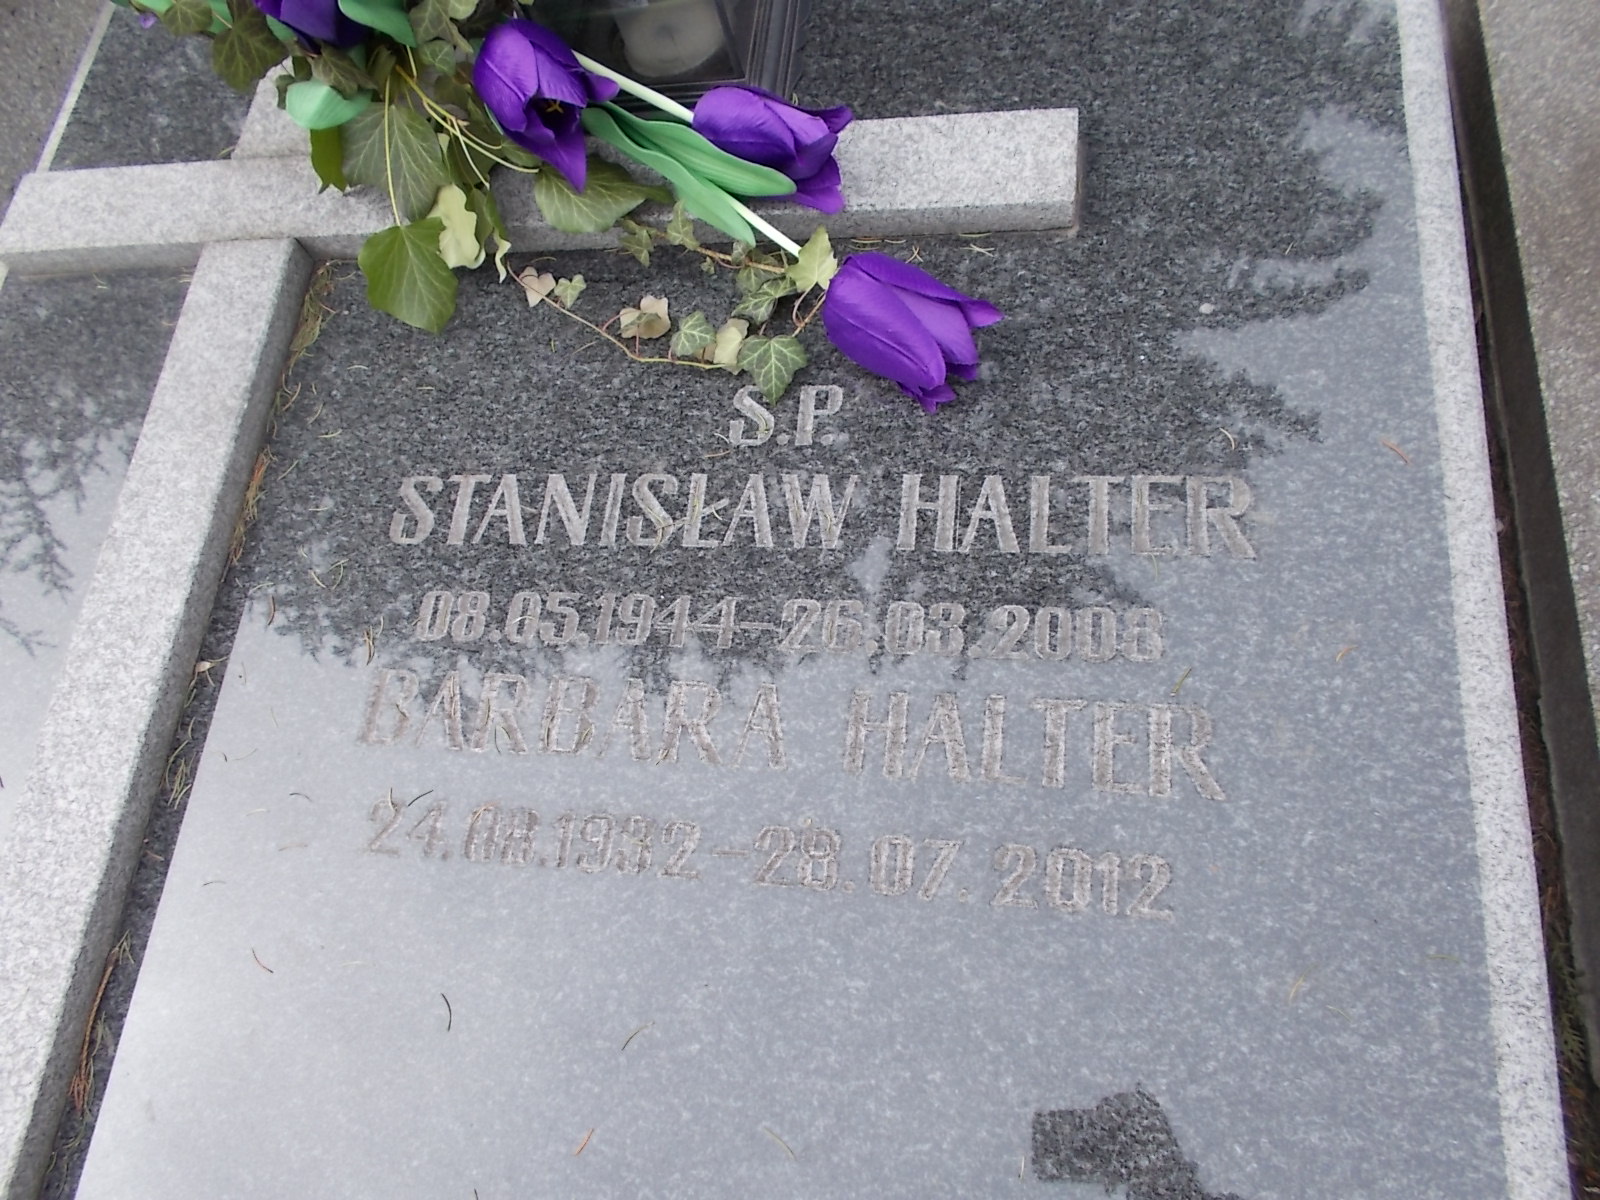 S.P.
STANISŁAW HALTER
08.05.1944-26.03.2008
BARBARA HALTER
24.08.1932-28.07.2012